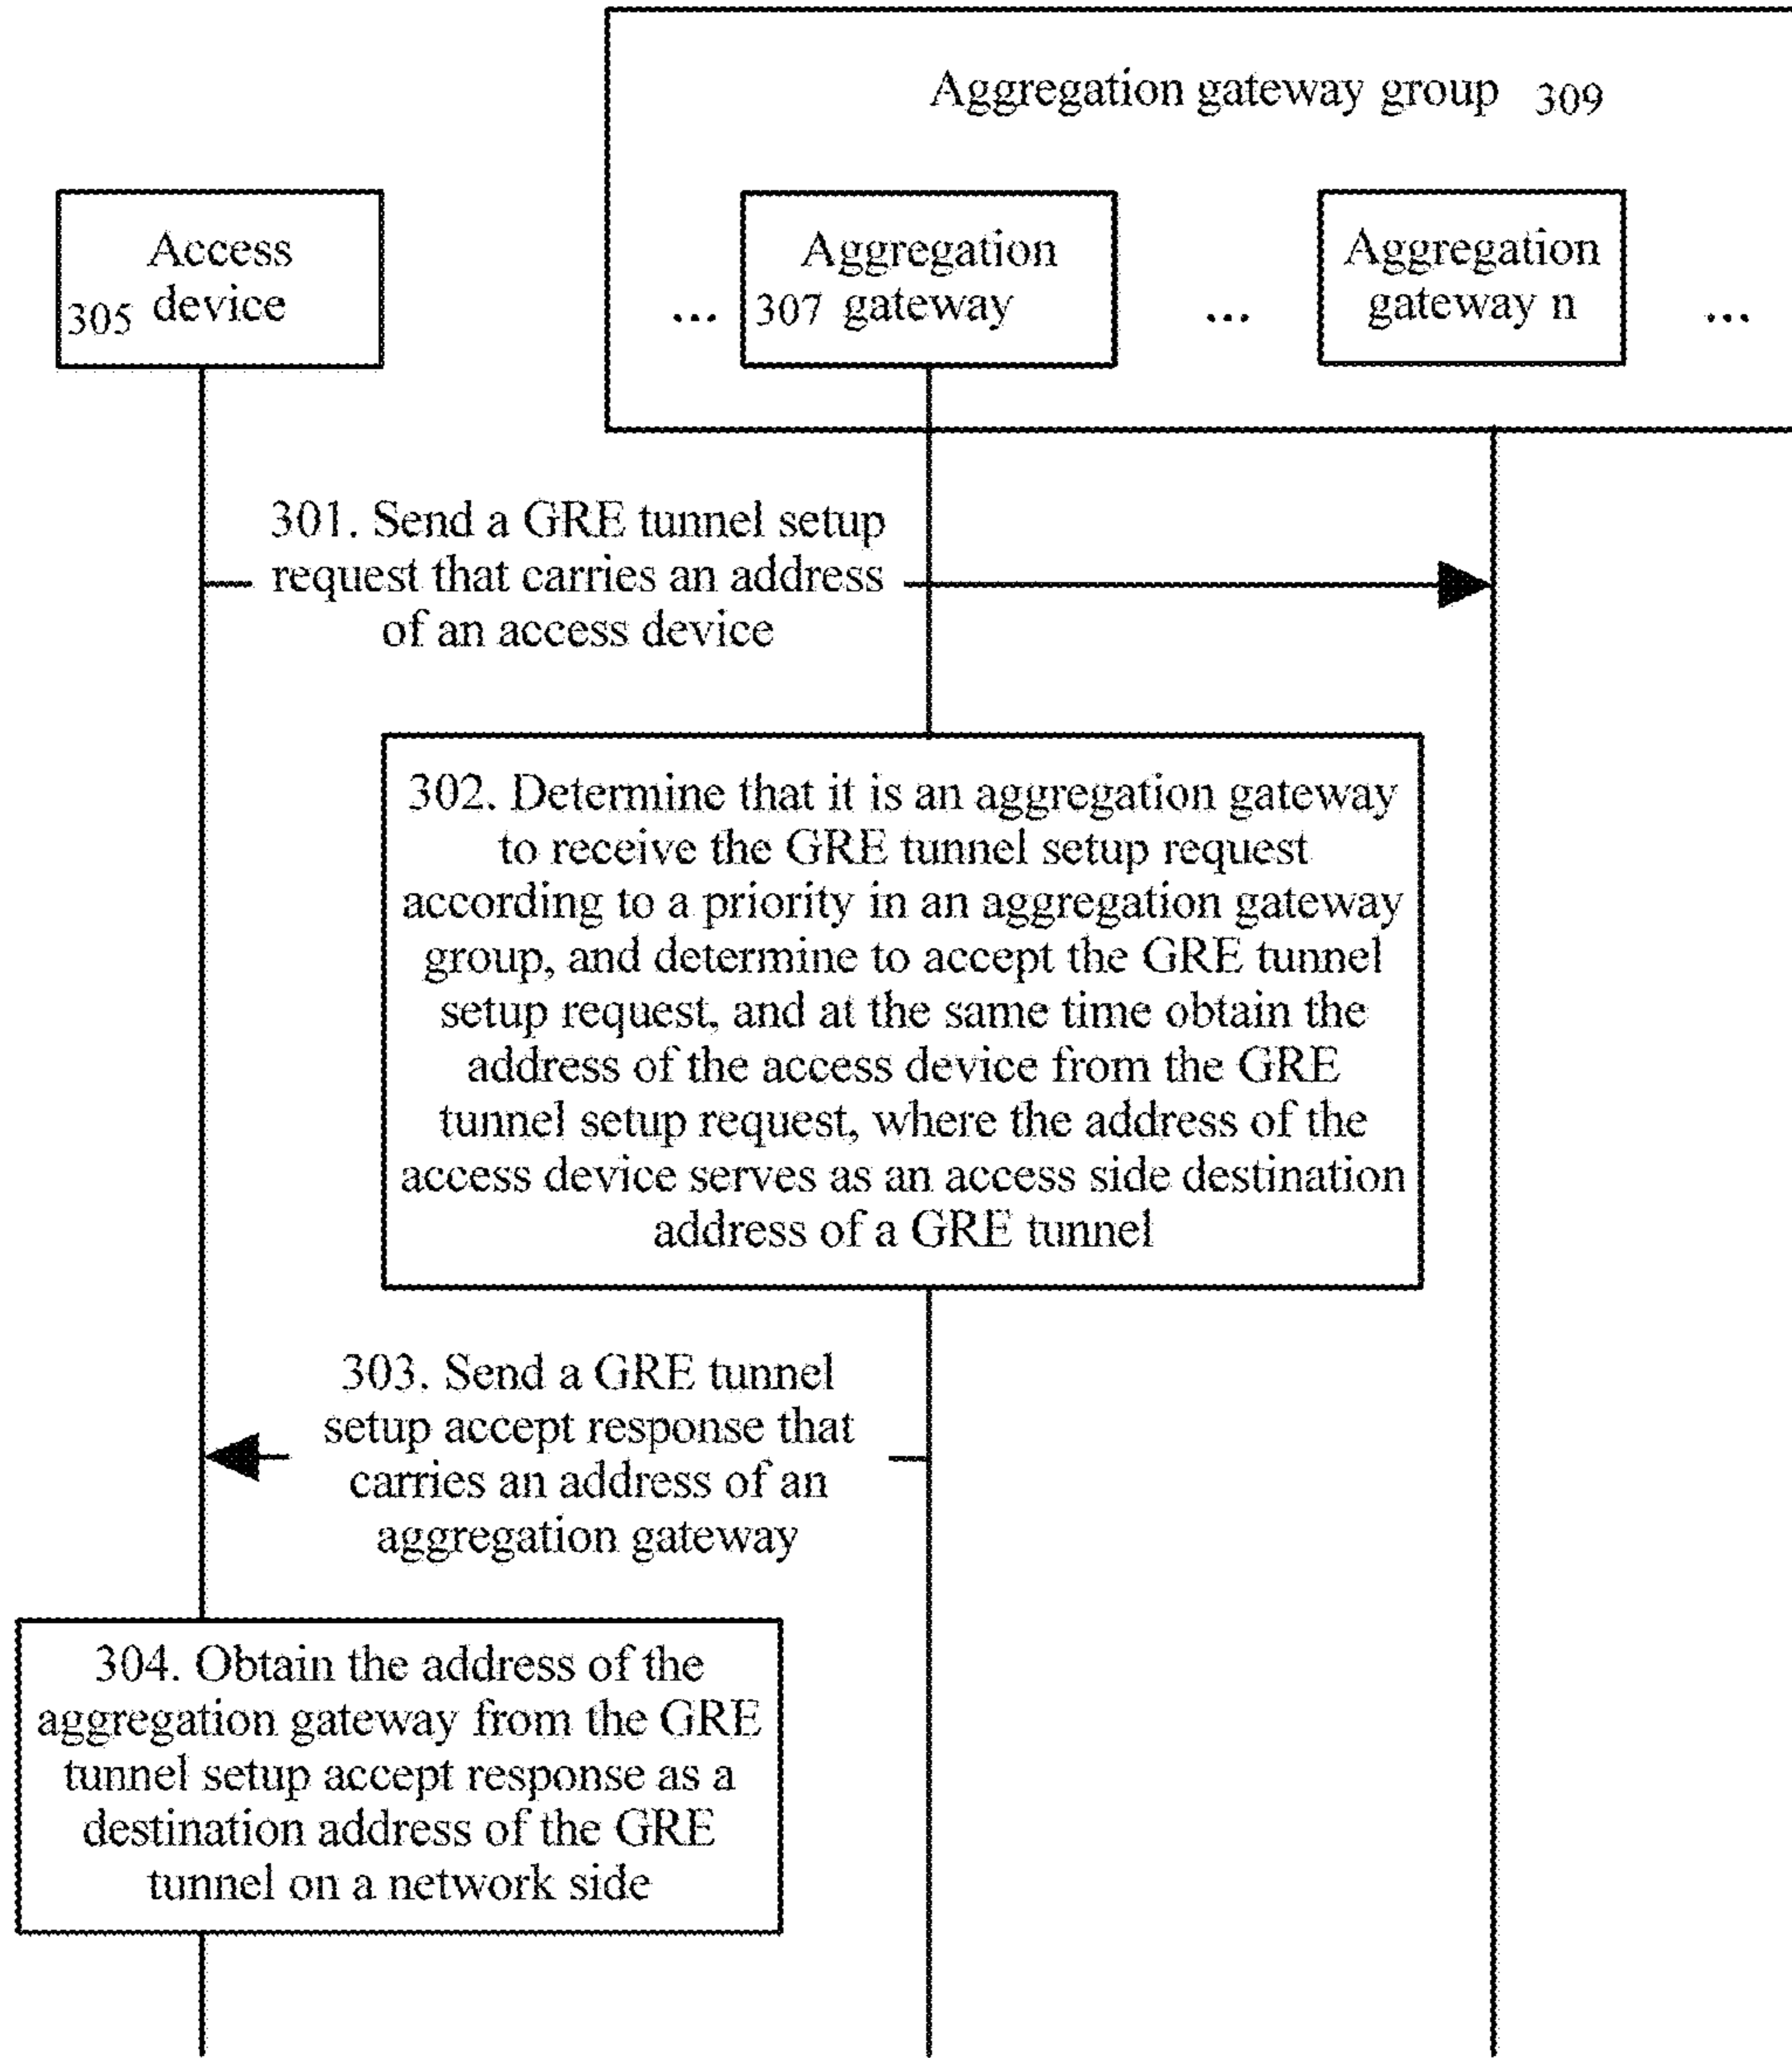 Aggregation gateway group 309
Access
305 device
...
Aggregation
307 gateway
...
Aggregation
gateway n
...
301. Send a GRE tunnel setup
request that carries an address
of an access device
302. Determine that it is an aggregation gateway
to receive the GRE tunnel setup request
according to a priority in an aggregation gateway
group, and determine to accept the GRE tunnel
setup request, and at the same time obtain the
address of the access device from the GRE
tunnel setup request, where the address of the
access device serves as an access side destination
address of a GRE tunnel
303. Send a GRE tunnel
setup accept response that
carries an address of an
aggregation gateway
304. Obtain the address of the
aggregation gateway from the GRE
tunnel setup accept response as a
destination address of the GRE
tunnel on a network side